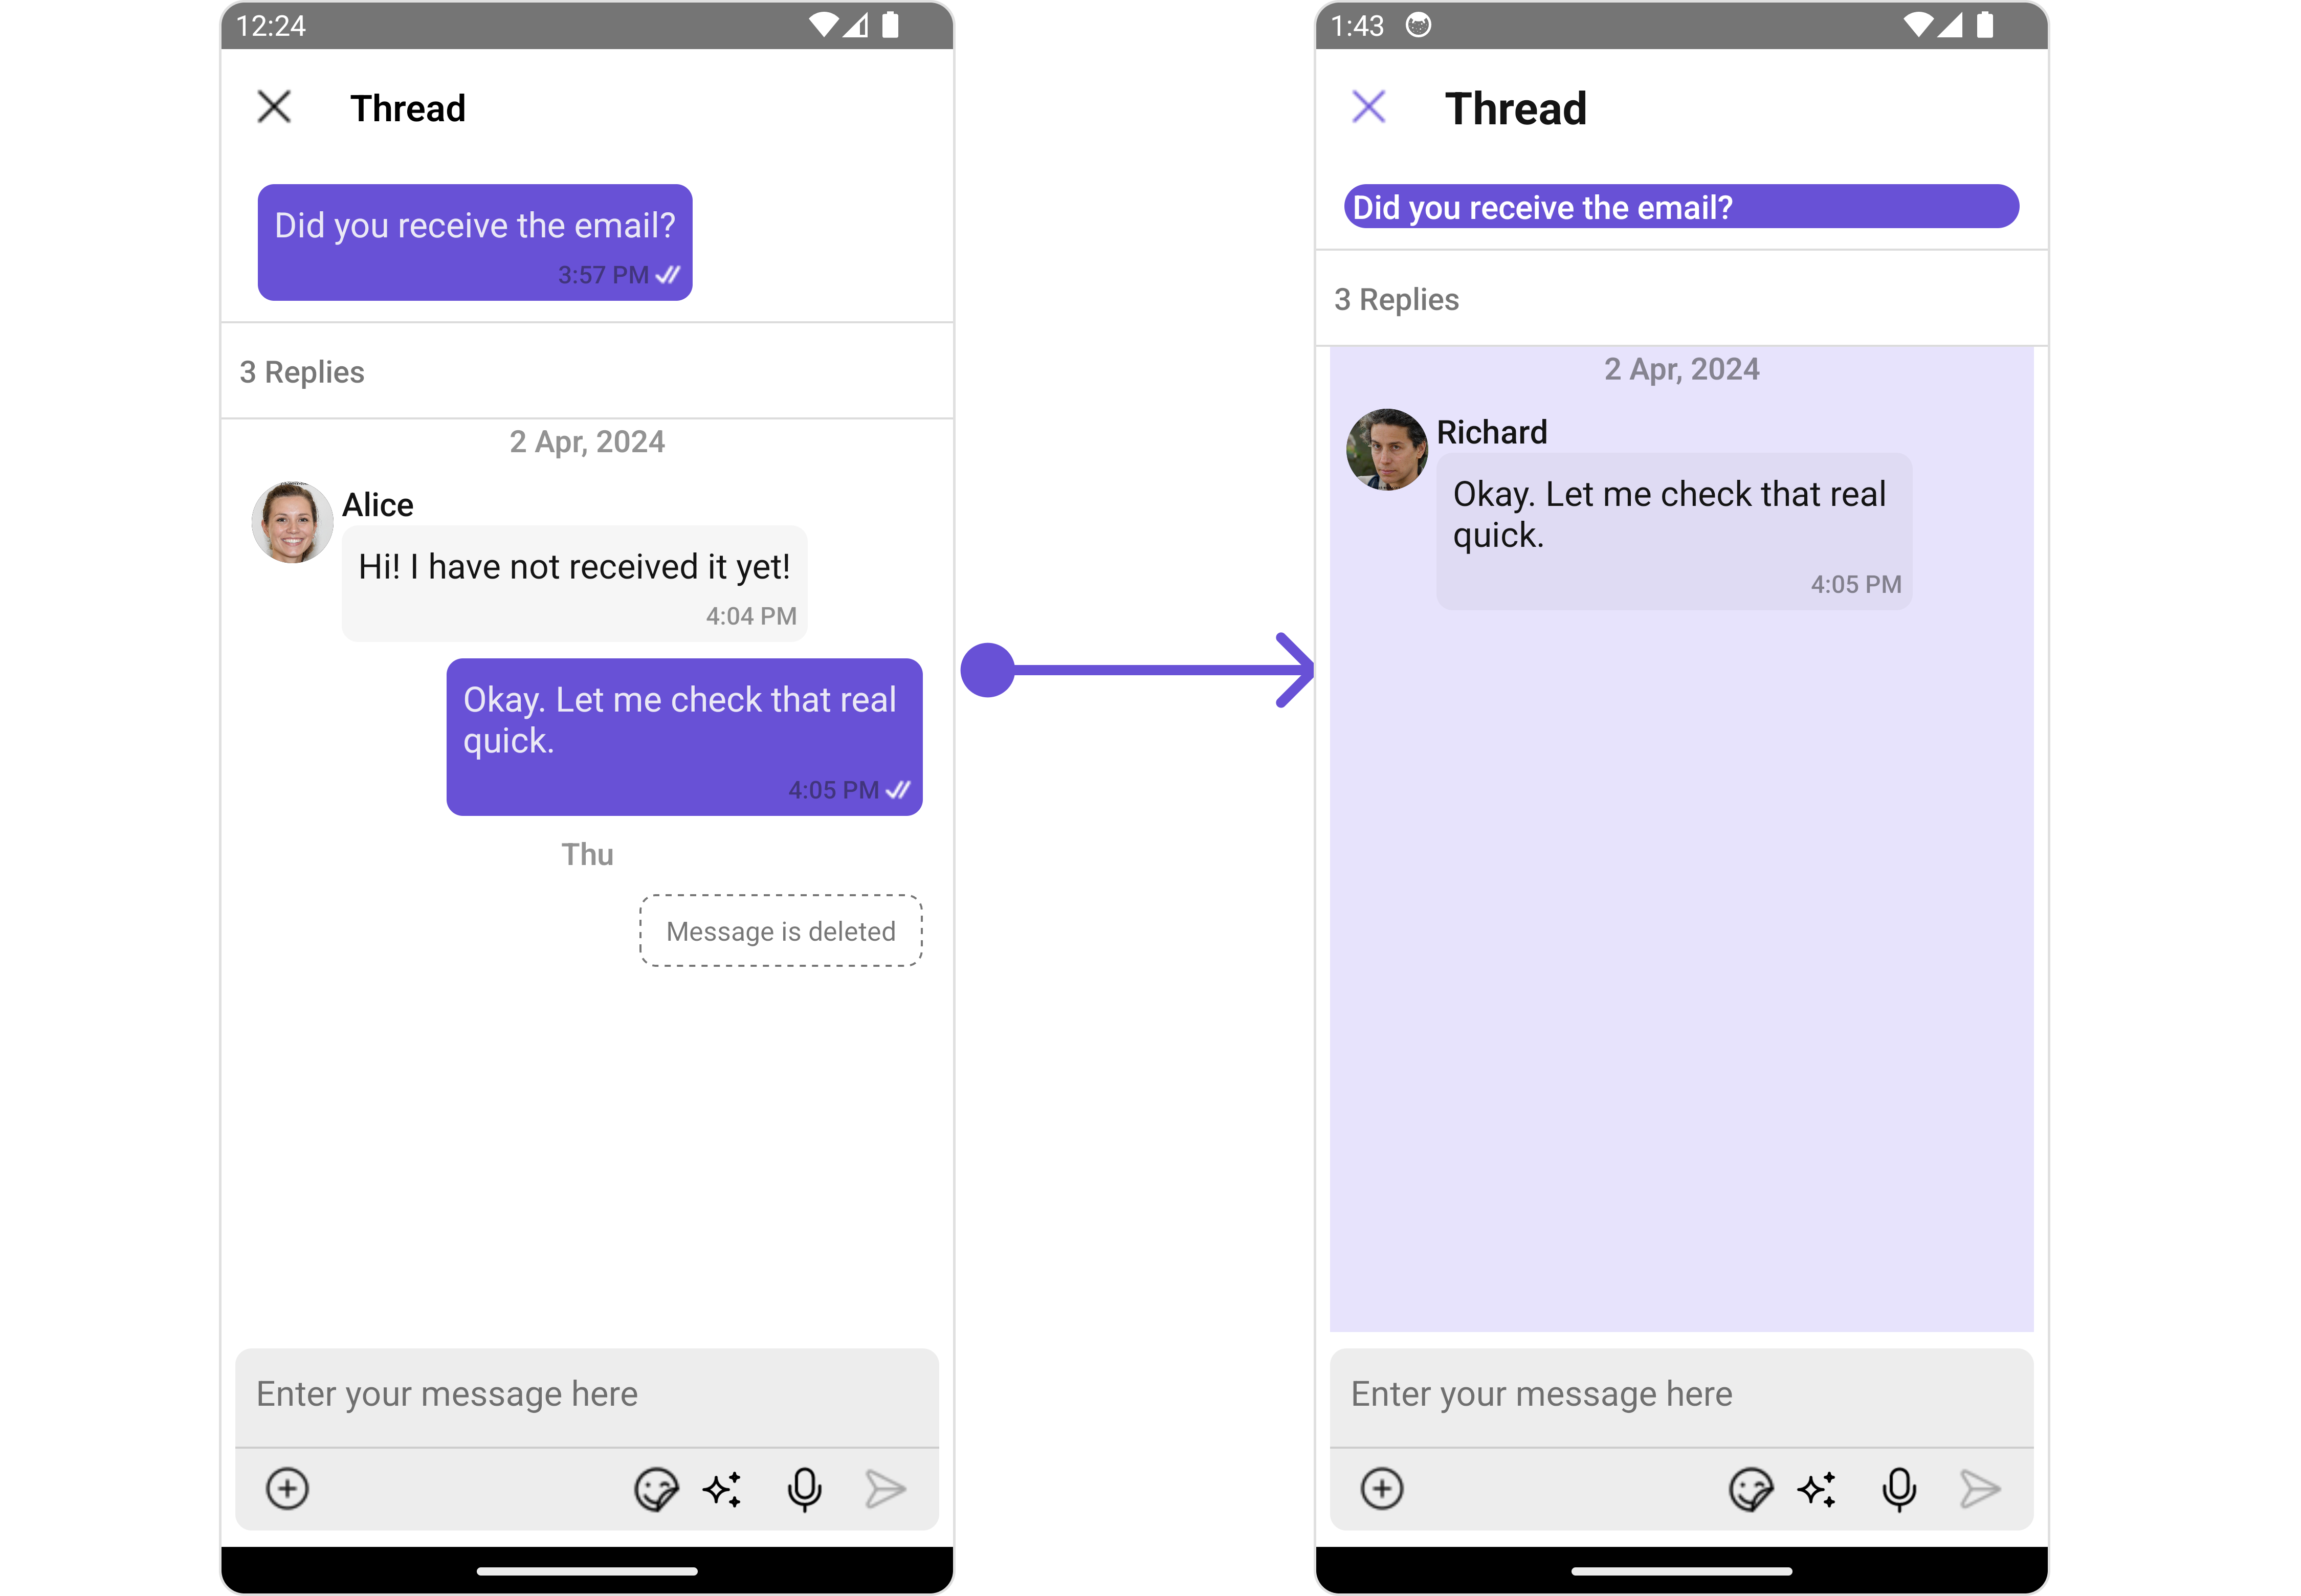 12:24
Thread
Did you receive the email?
3:57 PM
3 Replies
2 Apr, 2024
Alice
Hi! I have not received it yet!
4:04 PM
Okay. Let me check that real
quick.
4:05 PM
Thu
Message is deleted
Enter your message here
1:43
Thread
Did you receive the email?
3 Replies
2 Apr, 2024
Richard
Okay. Let me check that real
quick.
4:05 PM
Enter your message here